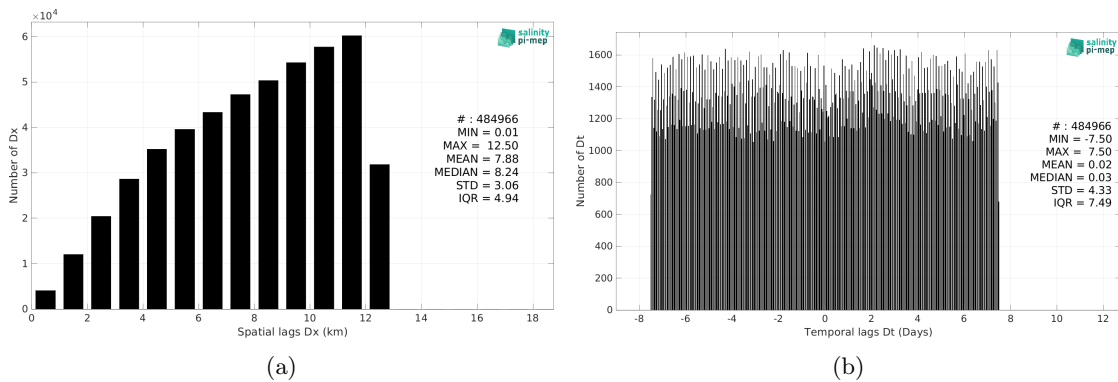 ×10⁴
6
5
4
3
2
1
0
Number of Dx
0 2 4 6 8 10 12 14 16 18
Spatial lags Dx (km)
salinity
pi-mep
# : 484966
MIN = 0.01
MAX = 12.50
MEAN = 7.88
MEDIAN = 8.24
STD = 3.06
IQR = 4.94
(a)
1600
1400
1200
1000
800
600
400
200
0
Number of Dt
-8 -6 -4 -2 0 2 4 6 8 10 12
Temporal lags Dt (Days)
salinity
pi-mep
# : 484966
MIN = -7.50
MAX = 7.50
MEAN = 0.02
MEDIAN = 0.03
STD = 4.33
IQR = 7.49
(b)